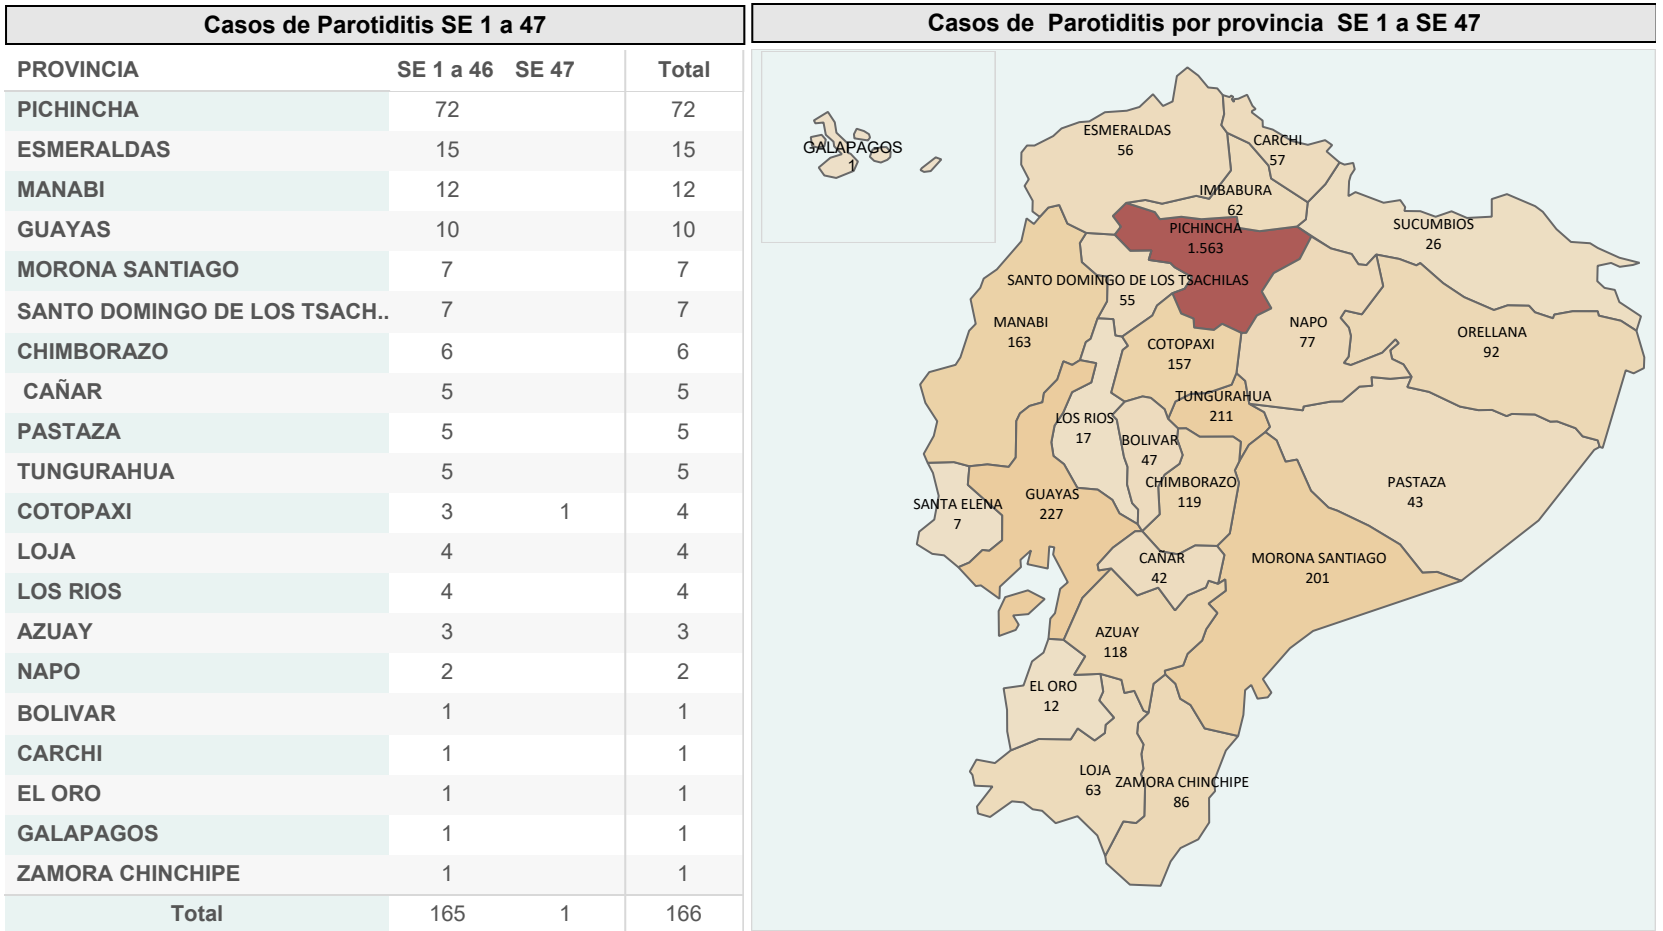 Casos de Parotiditis SE 1 a 47
PROVINCIA SE 1 a 46 SE 47 Total
PICHINCHA 72 72
ESMERALDAS 15 15
MANABI 12 12
GUAYAS 10 10
MORONA SANTIAGO 7 7
SANTO DOMINGO DE LOS TSACH.. 7 7
CHIMBORAZO 6 6
CAÑAR 5 5
PASTAZA 5 5
TUNGURAHUA 5 5
COTOPAXI 3 1 4
LOJA 4 4
LOS RIOS 4 4
AZUAY 3 3
NAPO 2 2
BOLIVAR 1 1
CARCHI 1 1
EL ORO 1 1
GALAPAGOS 1 1
ZAMORA CHINCHIPE 1 1
Total 165 1 166
Casos de Parotiditis por provincia SE 1 a SE 47
GALAPAGOS
1
ESMERALDAS
56
CARCHI
57
IMBABURA
62
PICHINCHA
1.563
SUCUMBIOS
26
SANTO DOMINGO DE LOS TSACHILAS
55
MANABI
163
COTOPAXI
157
NAPO
77
ORELLANA
92
TUNGURAHUA
211
LOS RIOS
17
BOLIVAR
47
CHIMBORAZO
119
PASTAZA
43
SANTA ELENA
7
GUAYAS
227
CAÑAR
42
MORONA SANTIAGO
201
AZUAY
118
EL ORO
12
LOJA
63
ZAMORA CHINCHIPE
86